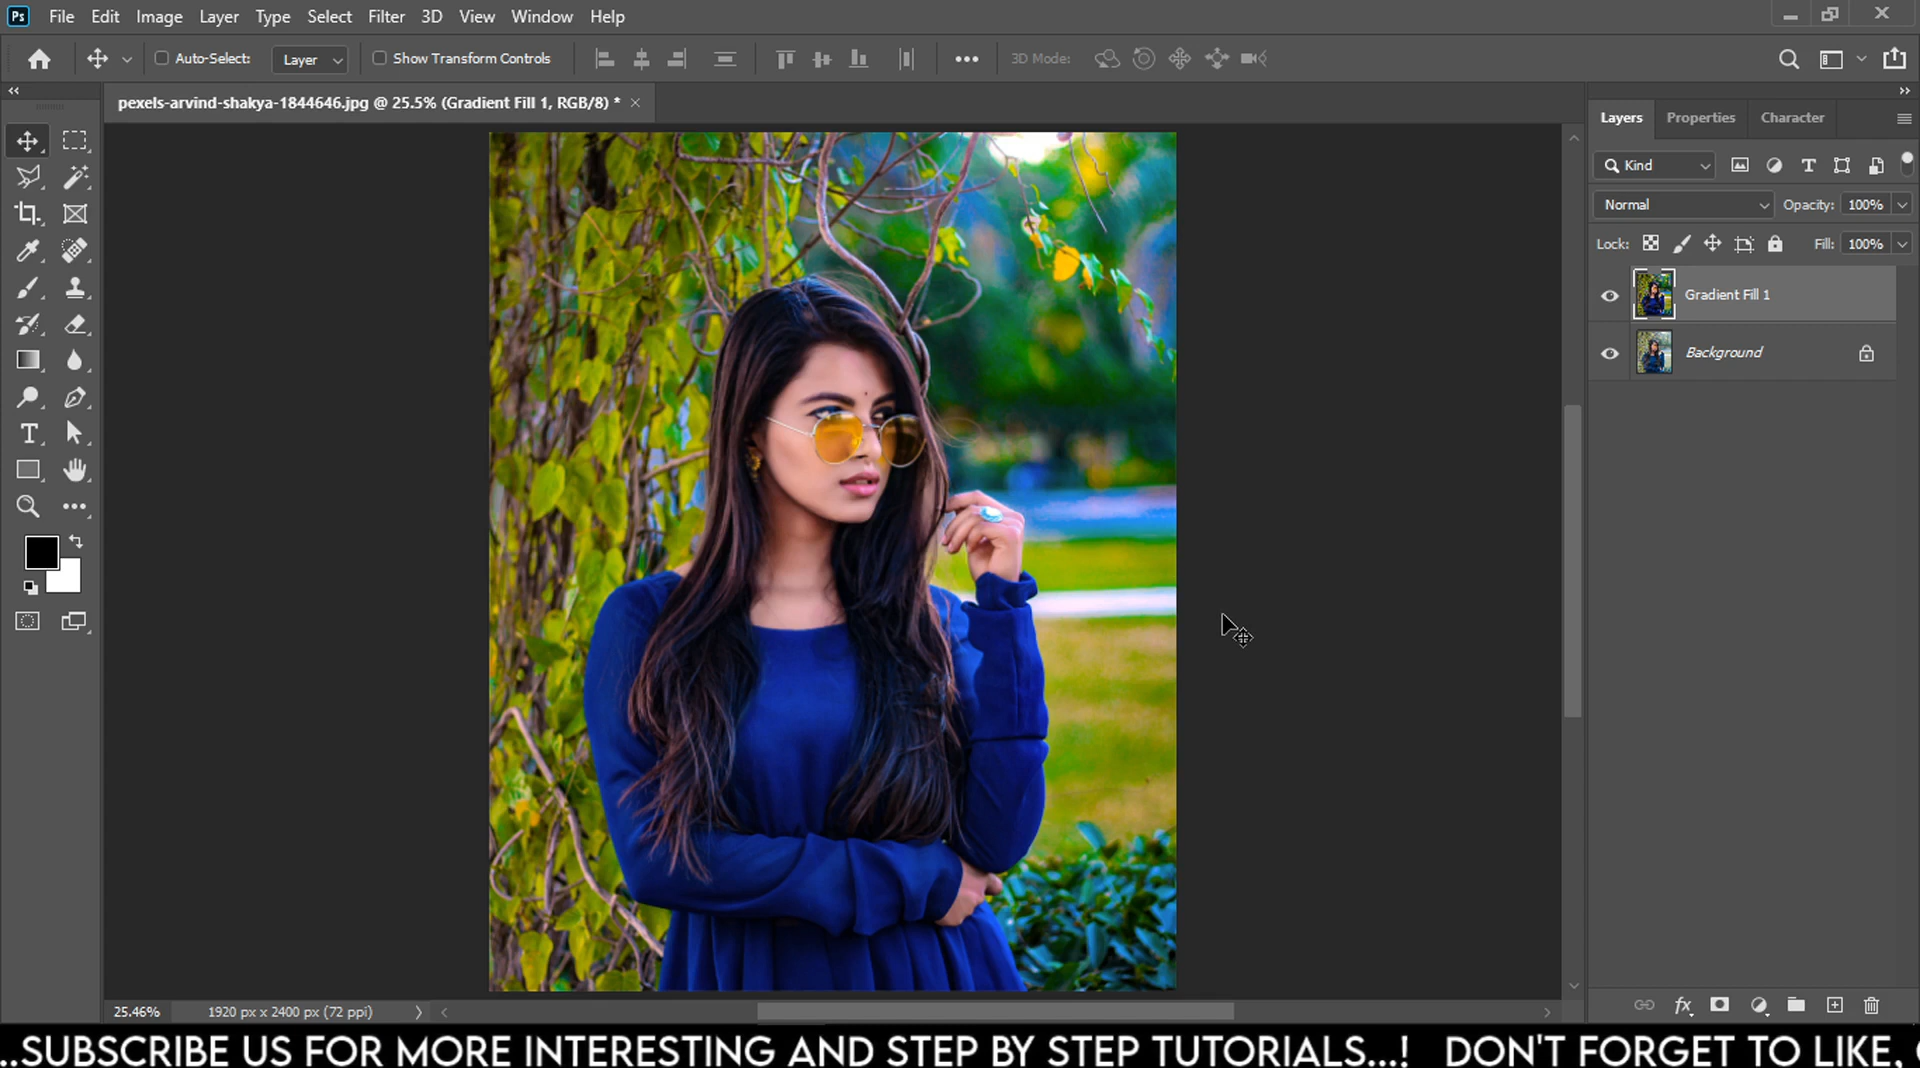 Ps File Edit Image Layer Type Select Filter 3D View Window Help
Auto-Select: Layer Show Transform Controls 3D Mode:
pexels-arvind-shakya-1844646.jpg @ 25.5% (Gradient Fill 1, RGB/8) *
Layers Properties Character
Kind
Normal Opacity: 100%
Lock: Fill: 100%
Gradient Fill 1
Background
25.46% 1920 px x 2400 px (72 ppi)
...SUBSCRIBE US FOR MORE INTERESTING AND STEP BY STEP TUTORIALS...! DON'T FORGET TO LIKE,